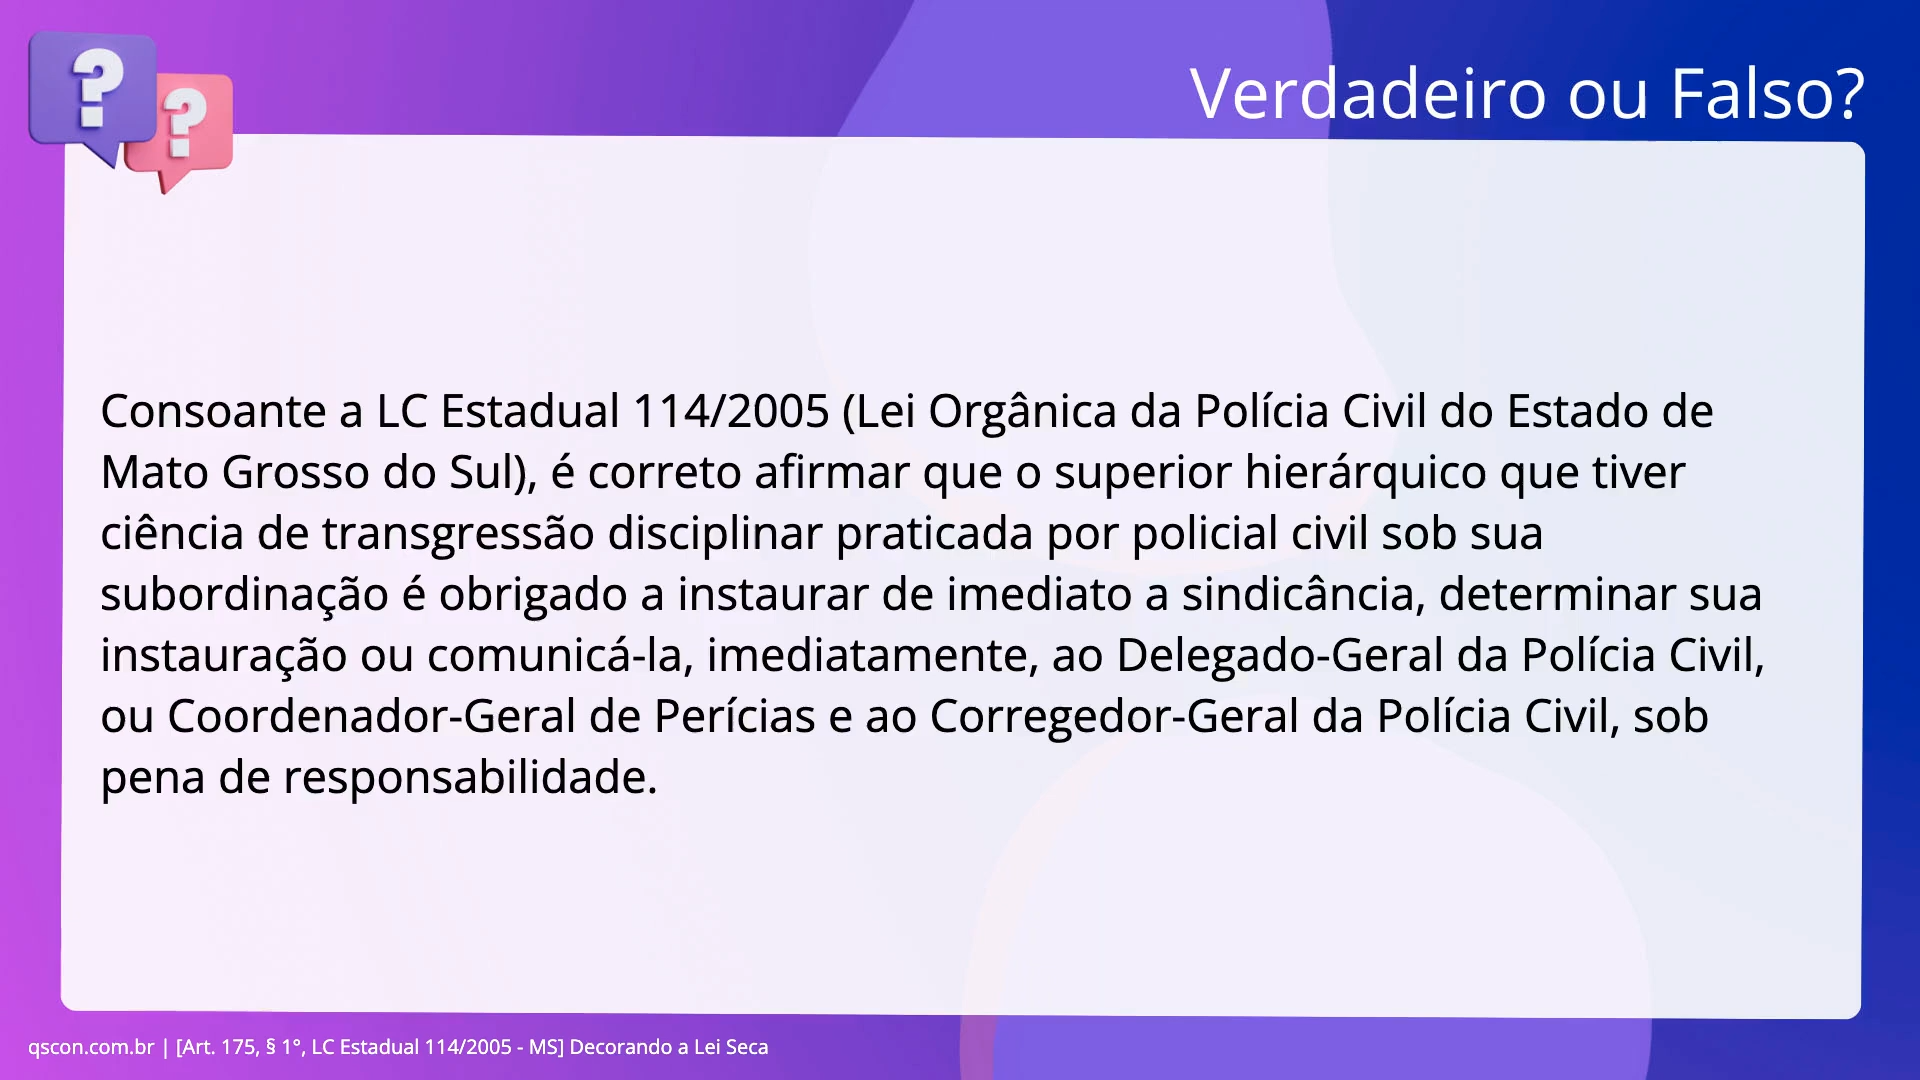 ? ?
Verdadeiro ou Falso?
Consoante a LC Estadual 114/2005 (Lei Orgânica da Polícia Civil do Estado de
Mato Grosso do Sul), é correto afirmar que o superior hierárquico que tiver
ciência de transgressão disciplinar praticada por policial civil sob sua
subordinação é obrigado a instaurar de imediato a sindicância, determinar sua
instauração ou comunicá-la, imediatamente, ao Delegado-Geral da Polícia Civil,
ou Coordenador-Geral de Perícias e ao Corregedor-Geral da Polícia Civil, sob
pena de responsabilidade.
qscon.com.br | [Art. 175, § 1°, LC Estadual 114/2005 - MS] Decorando a Lei Seca